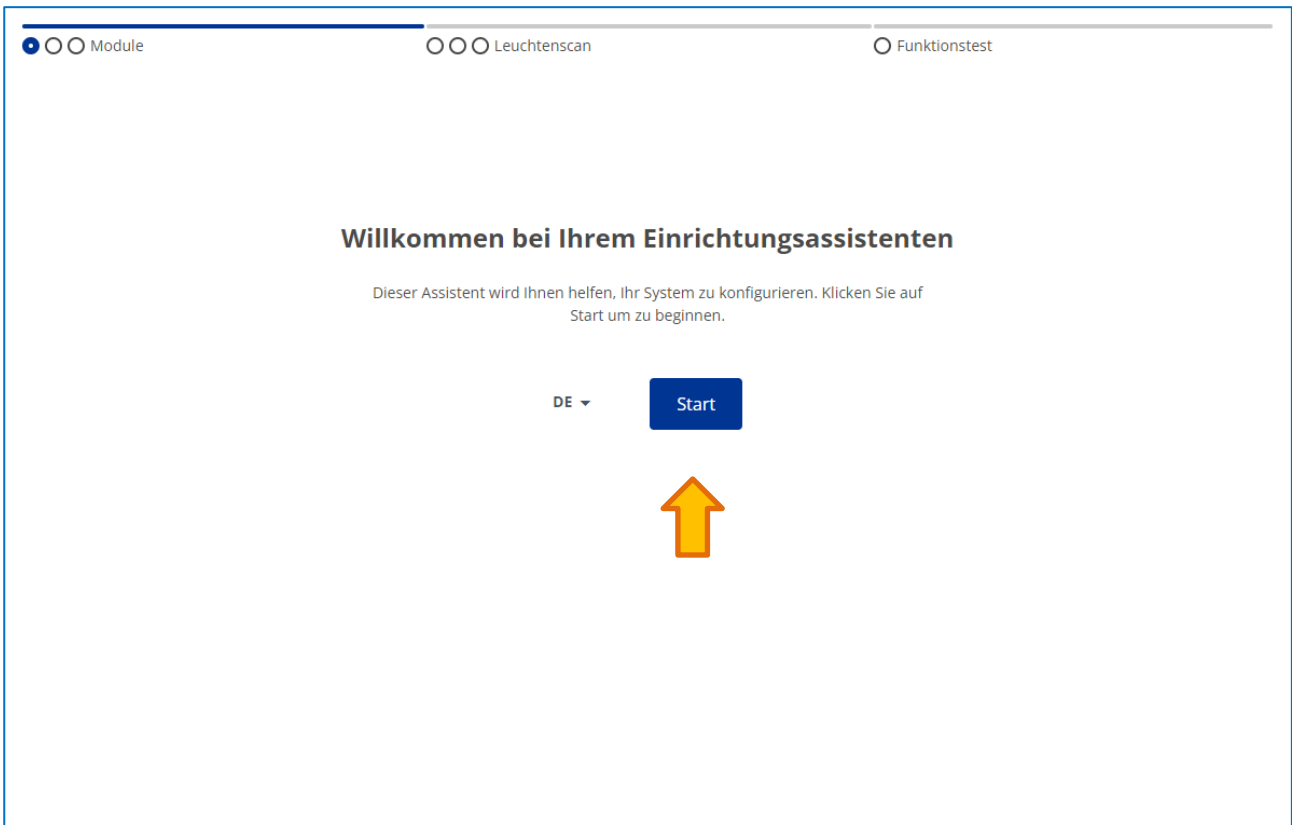 Module
Leuchtenscan
Funktionstest
Willkommen bei Ihrem Einrichtungsassistenten
Dieser Assistent wird Ihnen helfen, Ihr System zu konfigurieren. Klicken Sie auf
Start um zu beginnen.
DE
Start